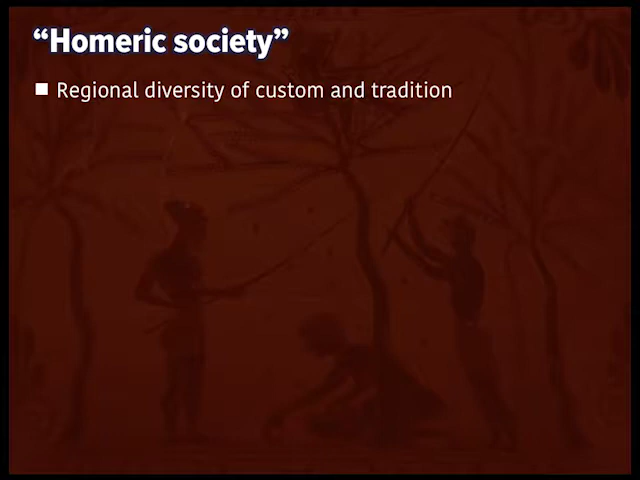 “Homeric society”
Regional diversity of custom and tradition